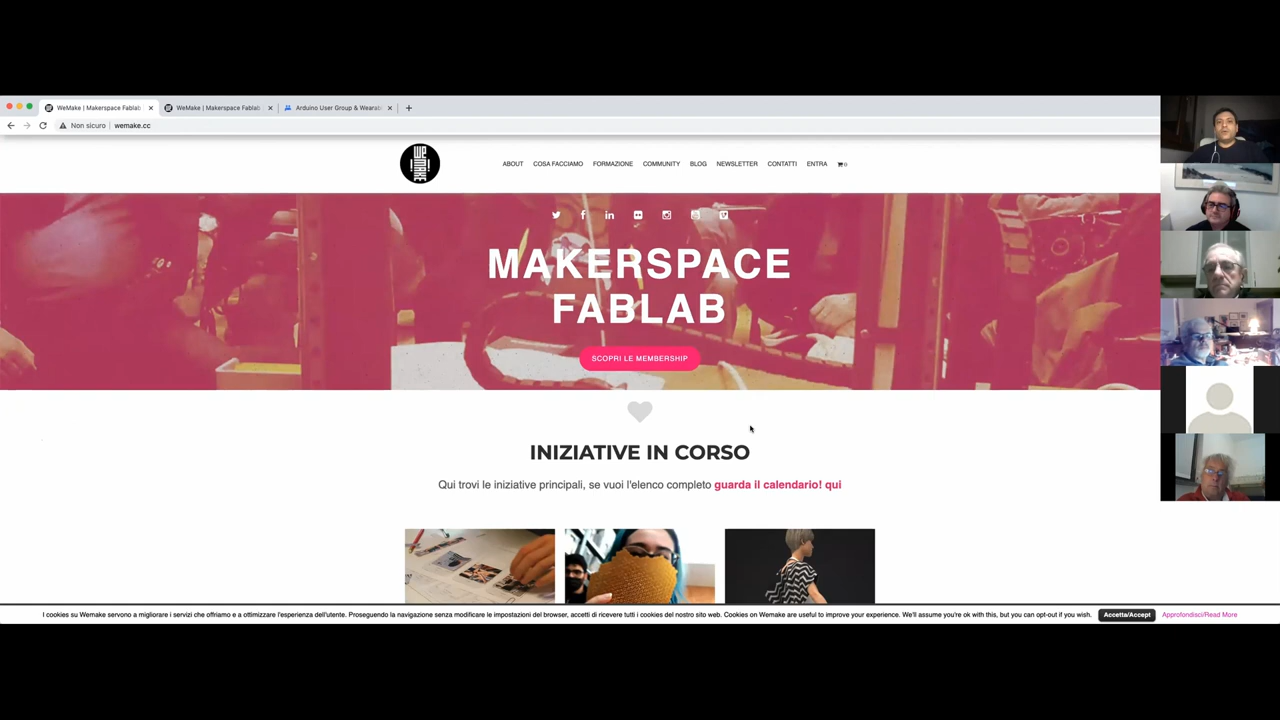 WeMake | Makerspace Fablab
WeMake | Makerspace Fablab
Arduino User Group & Wearab
Non sicuro
wemake.cc
WE MAKE
ABOUT COSA FACCIAMO FORMAZIONE COMMUNITY BLOG NEWSLETTER CONTATTI ENTRA 0
MAKERSPACE
FABLAB
SCOPRI LE MEMBERSHIP
INIZIATIVE IN CORSO
Qui trovi le iniziative principali, se vuoi l'elenco completo guarda il calendario! qui
I cookies su Wemake servono a migliorare i servizi che offriamo e a ottimizzare l'esperienza dell'utente. Proseguendo la navigazione senza modificare le impostazioni del browser, accetti di ricevere tutti i cookies del nostro sito web. Cookies on Wemake are useful to improve your experience. We'll assume you're ok with this, but you can opt-out if you wish. Accetta/Accept Approfondisci/Read More